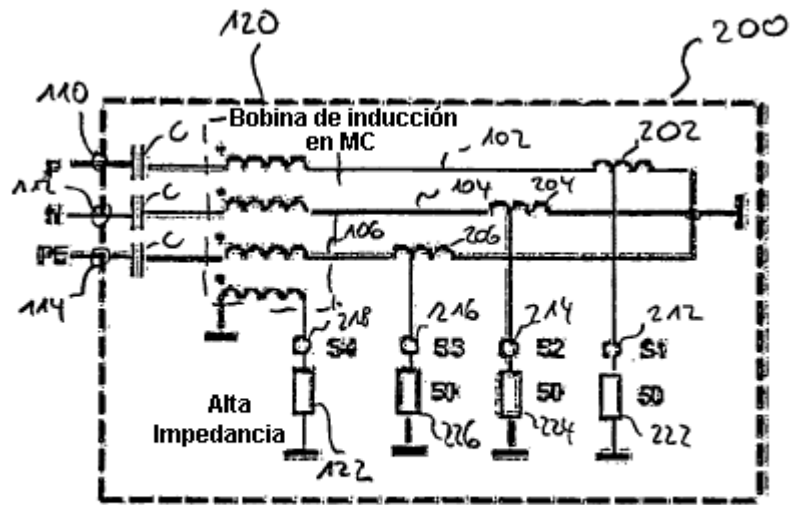 120
200
110
C
Bobina de inducción
en MC
102
202
P
112
C
104
204
N
C
106
206
PE
114
218
216
214
212
S4
S3
S2
S1
Alta
Impedancia
50
50
50
122
226
224
222